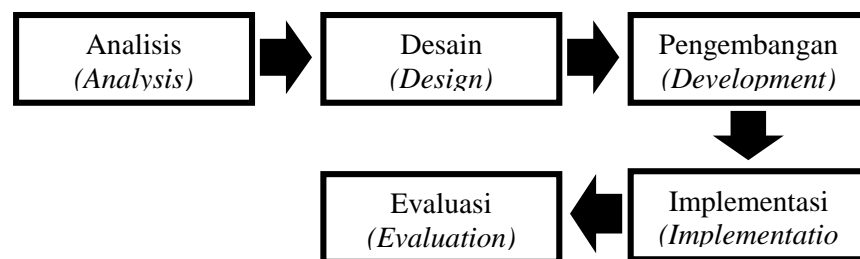 Analisis
(Analysis)
Desain
(Design)
Pengembangan
(Development)
Implementasi
(Implementatio
Evaluasi
(Evaluation)